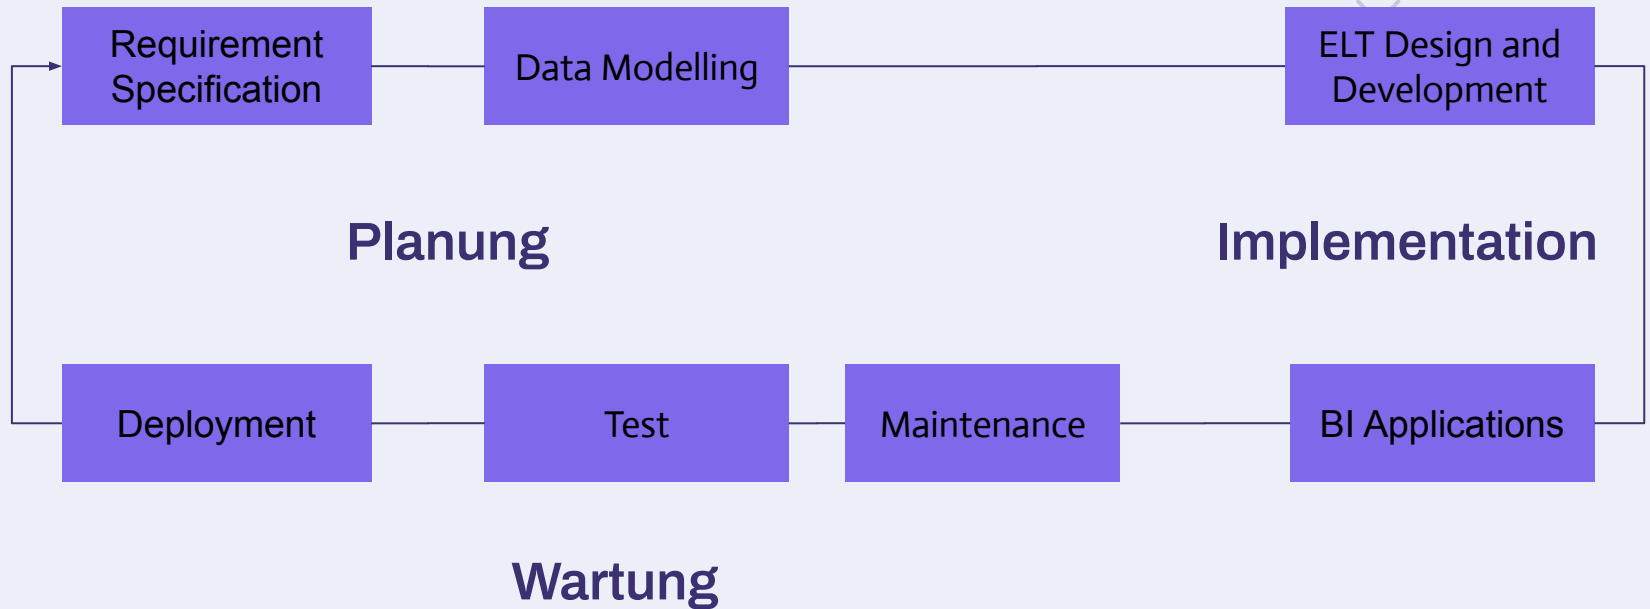 Requirement
Specification
Data Modelling
ELT Design and
Development
Planung
Implementation
Deployment
Test
Maintenance
BI Applications
Wartung